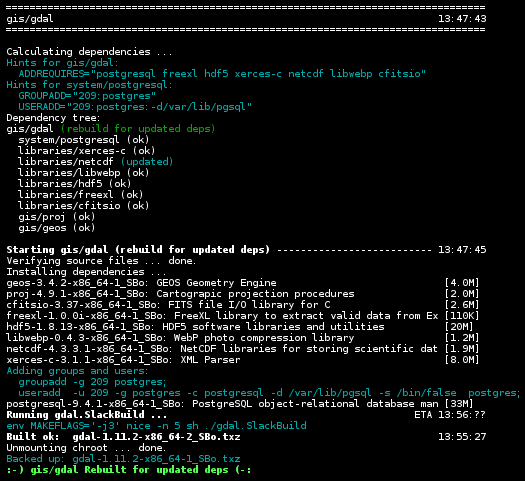 ================================================================================
gis/gdal 13:47:43
================================================================================
Calculating dependencies ...
Hints for gis/gdal:
ADDREQUIRES="postgresql freexl hdf5 xerces-c netcdf libwebp cfitsio"
Hints for system/postgresql:
GROUPADD="209:postgres"
USERADD="209:postgres:-d/var/lib/pgsql"
Dependency tree:
gis/gdal (rebuild for updated deps)
system/postgresql (ok)
libraries/xerces-c (ok)
libraries/netcdf (updated)
libraries/libwebp (ok)
libraries/hdf5 (ok)
libraries/freexl (ok)
libraries/cfitsio (ok)
gis/proj (ok)
gis/geos (ok)
Starting gis/gdal (rebuild for updated deps) -------------------------- 13:47:45
Verifying source files ... done.
Installing dependencies ...
geos-3.4.2-x86_64-1_SBo: GEOS Geometry Engine [4.0M]
proj-4.9.1-x86_64-1_SBo: Cartograpic projection procedures [2.0M]
cfitsio-3.37-x86_64-1_SBo: FITS file I/O library for C [2.6M]
freexl-1.0.0i-x86_64-1_SBo: FreeXL library to extract valid data from Ex [110K]
hdf5-1.8.13-x86_64-1_SBo: HDF5 software libraries and utilities [20M]
libwebp-0.4.3-x86_64-1_SBo: WebP photo compression library [1.2M]
netcdf-4.3.3.1-x86_64-1_SBo: NetCDF libraries for storing scientific dat [1.9M]
xerces-c-3.1.1-x86_64-1_SBo: XML Parser [8.0M]
Adding groups and users:
groupadd -g 209 postgres;
useradd -u 209 -g postgres -c postgresql -d /var/lib/pgsql -s /bin/false postgres;
postgresql-9.4.1-x86_64-1_SBo: PostgreSQL object-relational database man [33M]
Running gdal.SlackBuild ... ETA 13:56:??
env MAKEFLAGS='-j3' nice -n 5 sh ./gdal.SlackBuild
Built ok: gdal-1.11.2-x86_64-2_SBo.txz 13:55:27
Unmounting chroot ... done.
Backed up: gdal-1.11.2-x86_64-1_SBo.txz
:-) gis/gdal Rebuilt for updated deps (-: